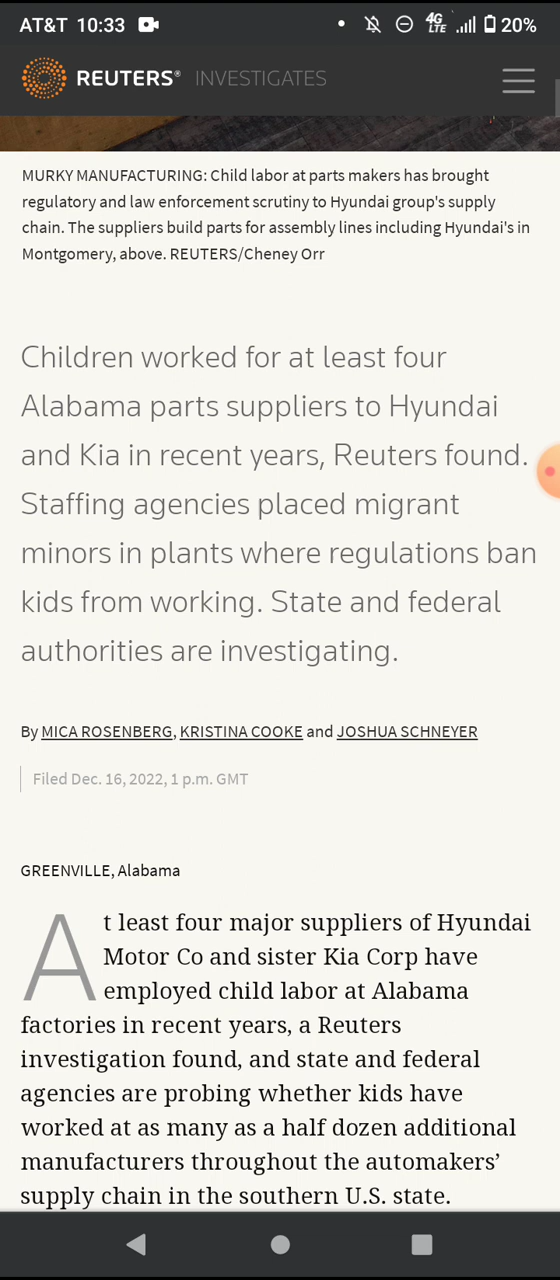 AT&T 10:33 4G LTE 20%
REUTERS® INVESTIGATES
MURKY MANUFACTURING: Child labor at parts makers has brought
regulatory and law enforcement scrutiny to Hyundai group's supply
chain. The suppliers build parts for assembly lines including Hyundai's in
Montgomery, above. REUTERS/Cheney Orr
Children worked for at least four
Alabama parts suppliers to Hyundai
and Kia in recent years, Reuters found.
Staffing agencies placed migrant
minors in plants where regulations ban
kids from working. State and federal
authorities are investigating.
By MICA ROSENBERG, KRISTINA COOKE and JOSHUA SCHNEYER
Filed Dec. 16, 2022, 1 p.m. GMT
GREENVILLE, Alabama
At least four major suppliers of Hyundai
Motor Co and sister Kia Corp have
employed child labor at Alabama
factories in recent years, a Reuters
investigation found, and state and federal
agencies are probing whether kids have
worked at as many as a half dozen additional
manufacturers throughout the automakers’
supply chain in the southern U.S. state.